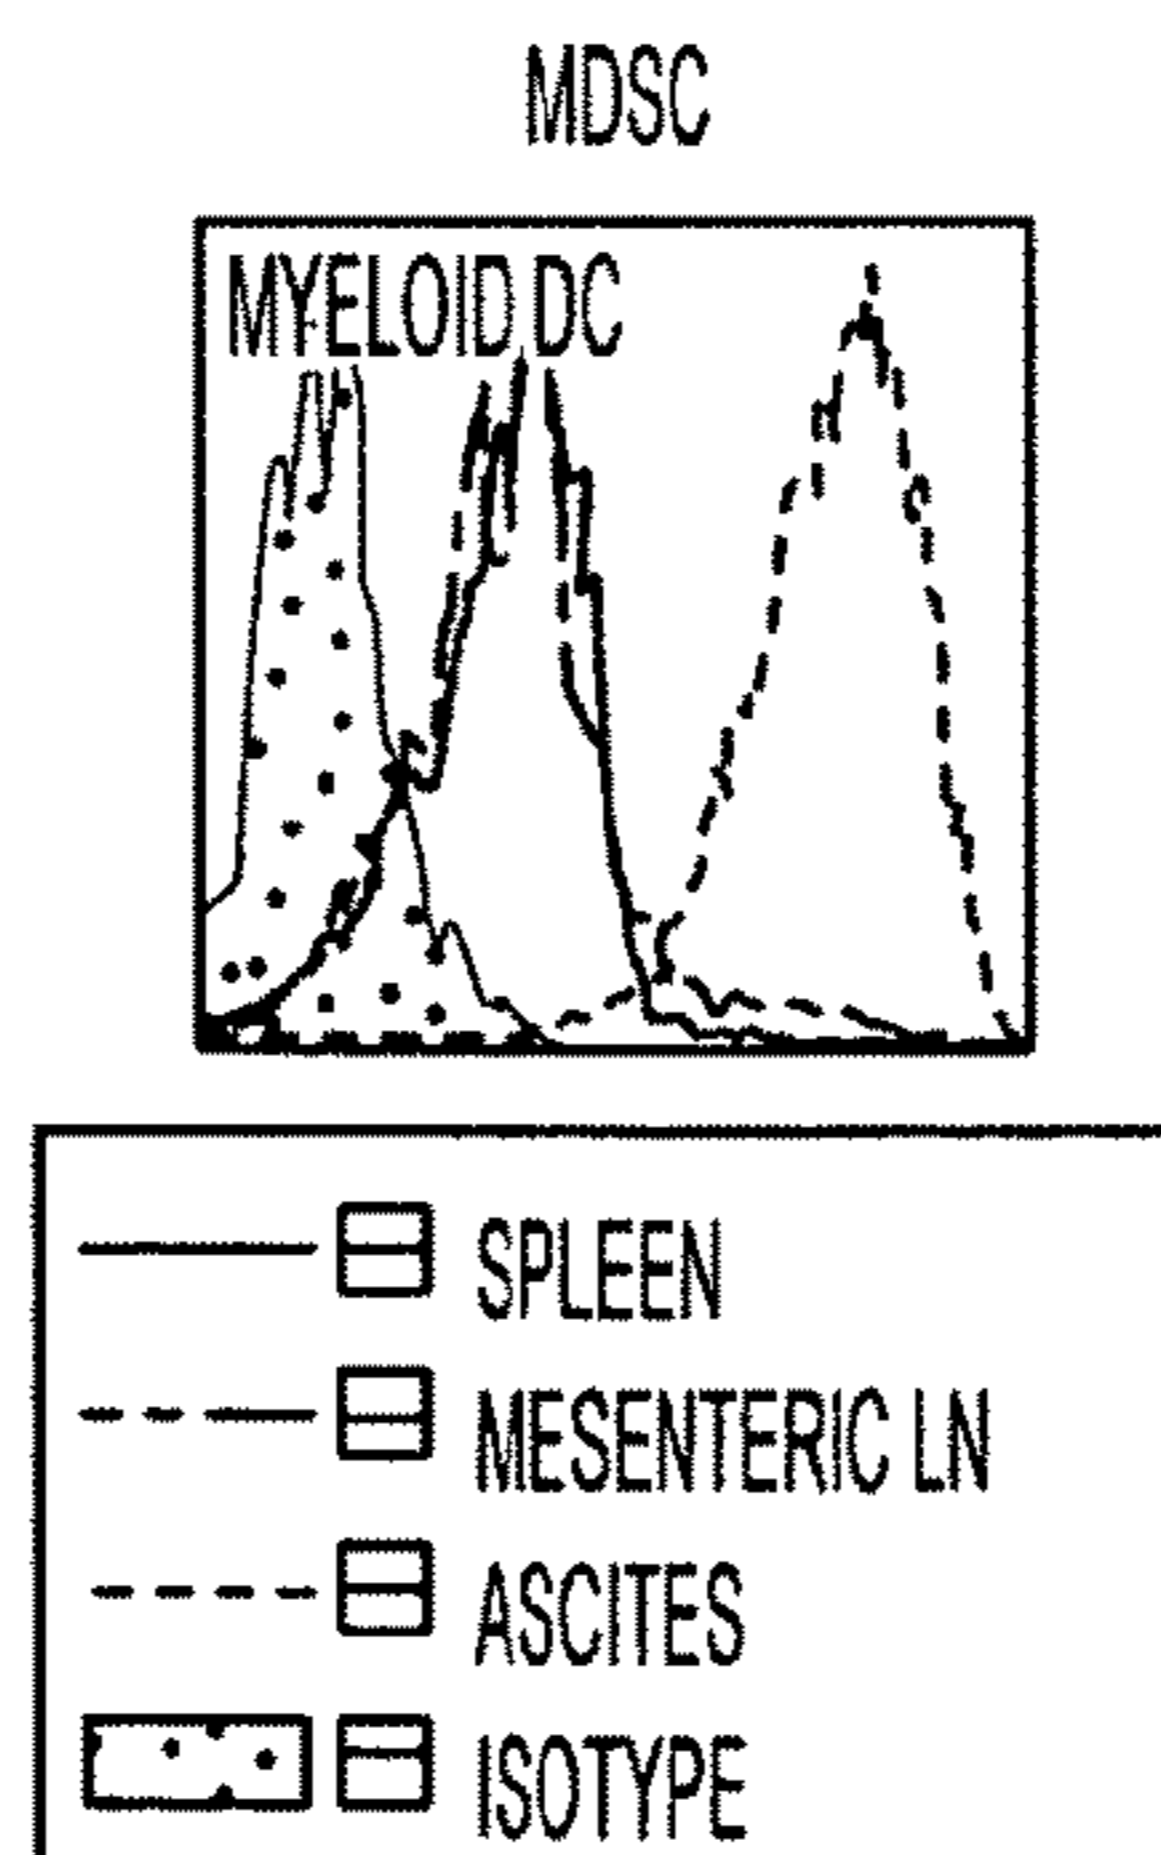 MDSC
MYELOID DC
SPLEEN
MESENTERIC LN
ASCITES
ISOTYPE